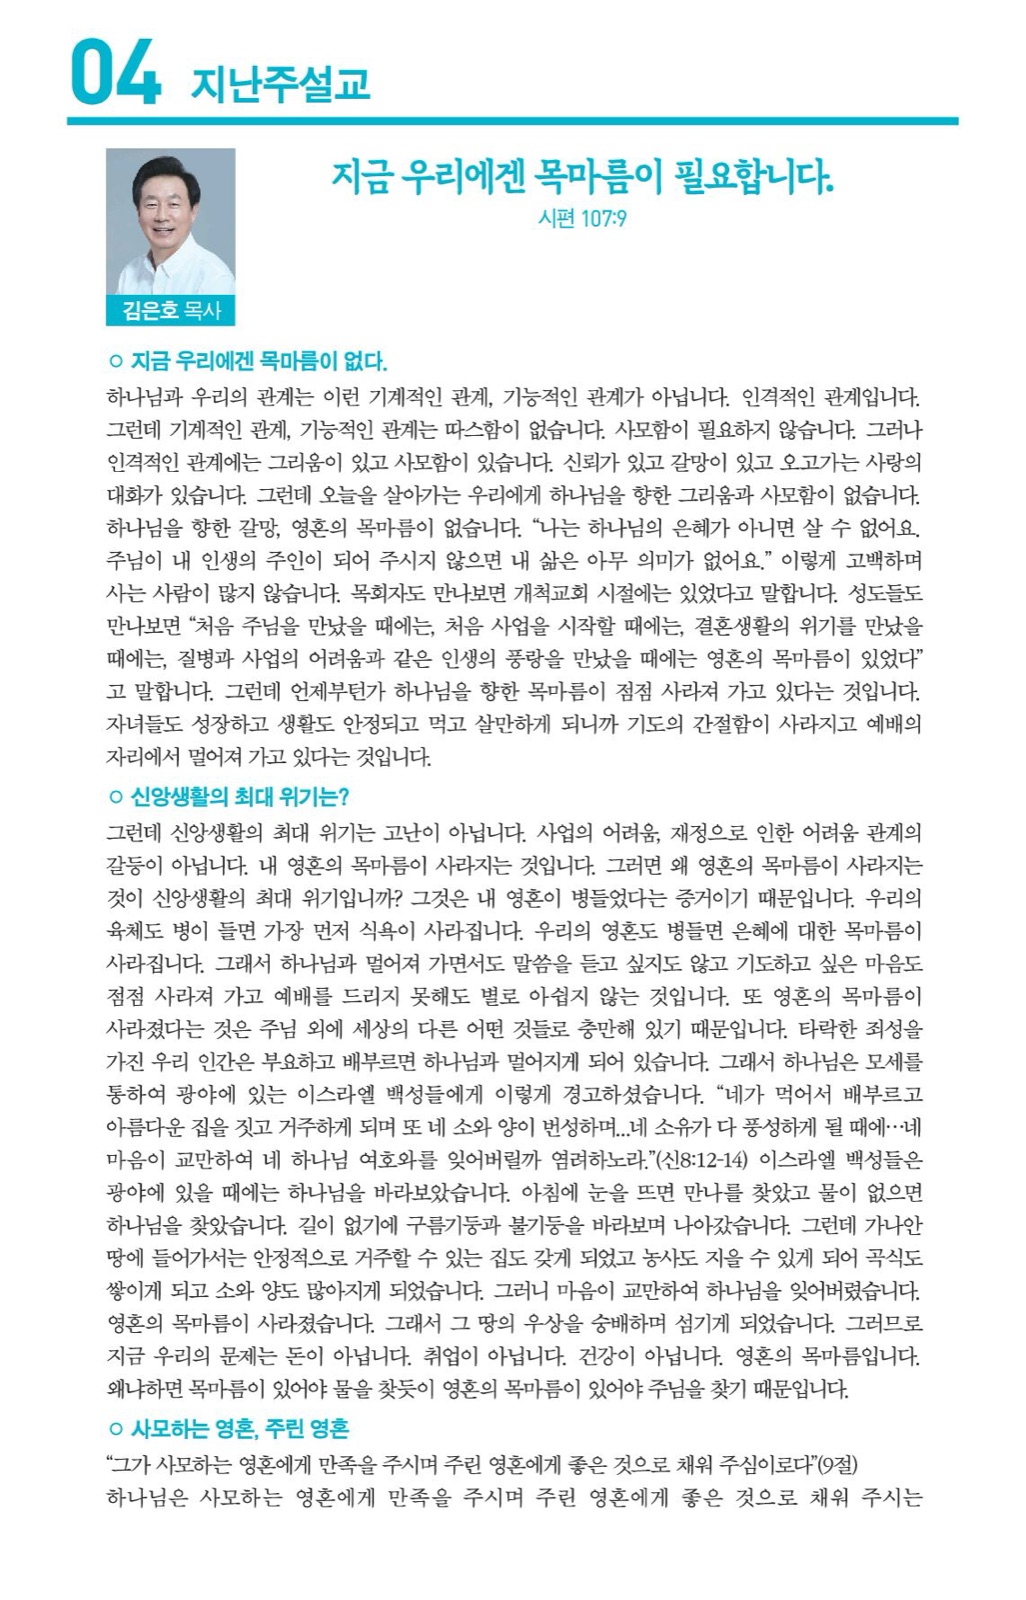 04 지난주설교
지금 우리에겐 목마름이 필요합니다.
시편 107:9
김은호 목사
○ 지금 우리에겐 목마름이 없다.
하나님과 우리의 관계는 이런 기계적인 관계, 기능적인 관계가 아닙니다. 인격적인 관계입니다.
그런데 기계적인 관계, 기능적인 관계는 따스함이 없습니다. 사모함이 필요하지 않습니다. 그러나
인격적인 관계에는 그리움이 있고 사모함이 있습니다. 신뢰가 있고 갈망이 있고 오고가는 사랑의
대화가 있습니다. 그런데 오늘을 살아가는 우리에게 하나님을 향한 그리움과 사모함이 없습니다.
하나님을 향한 갈망, 영혼의 목마름이 없습니다. “나는 하나님의 은혜가 아니면 살 수 없어요.
주님이 내 인생의 주인이 되어 주시지 않으면 내 삶은 아무 의미가 없어요.” 이렇게 고백하며
사는 사람이 많지 않습니다. 목회자도 만나보면 개척교회 시절에는 있었다고 말합니다. 성도들도
만나보면 “처음 주님을 만났을 때에는, 처음 사업을 시작할 때에는, 결혼생활의 위기를 만났을
때에는, 질병과 사업의 어려움과 같은 인생의 풍랑을 만났을 때에는 영혼의 목마름이 있었다”
고 말합니다. 그런데 언제부턴가 하나님을 향한 목마름이 점점 사라져 가고 있다는 것입니다.
자녀들도 성장하고 생활도 안정되고 먹고 살만하게 되니까 기도의 간절함이 사라지고 예배의
자리에서 멀어져 가고 있다는 것입니다.
○ 신앙생활의 최대 위기는?
그런데 신앙생활의 최대 위기는 고난이 아닙니다. 사업의 어려움, 재정으로 인한 어려움 관계의
갈등이 아닙니다. 내 영혼의 목마름이 사라지는 것입니다. 그러면 왜 영혼의 목마름이 사라지는
것이 신앙생활의 최대 위기입니까? 그것은 내 영혼이 병들었다는 증거이기 때문입니다. 우리의
육체도 병이 들면 가장 먼저 식욕이 사라집니다. 우리의 영혼도 병들면 은혜에 대한 목마름이
사라집니다. 그래서 하나님과 멀어져 가면서도 말씀을 듣고 싶지도 않고 기도하고 싶은 마음도
점점 사라져 가고 예배를 드리지 못해도 별로 아쉽지 않는 것입니다. 또 영혼의 목마름이
사라졌다는 것은 주님 외에 세상의 다른 어떤 것들로 충만해 있기 때문입니다. 타락한 죄성을
가진 우리 인간은 부요하고 배부르면 하나님과 멀어지게 되어 있습니다. 그래서 하나님은 모세를
통하여 광야에 있는 이스라엘 백성들에게 이렇게 경고하셨습니다. “네가 먹어서 배부르고
아름다운 집을 짓고 거주하게 되며 또 네 소와 양이 번성하며...네 소유가 다 풍성하게 될 때에…네
마음이 교만하여 네 하나님 여호와를 잊어버릴까 염려하노라.”(신8:12-14) 이스라엘 백성들은
광야에 있을 때에는 하나님을 바라보았습니다. 아침에 눈을 뜨면 만나를 찾았고 물이 없으면
하나님을 찾았습니다. 길이 없기에 구름기둥과 불기둥을 바라보며 나아갔습니다. 그런데 가나안
땅에 들어가서는 안정적으로 거주할 수 있는 집도 갖게 되었고 농사도 지을 수 있게 되어 곡식도
쌓이게 되고 소와 양도 많아지게 되었습니다. 그러니 마음이 교만하여 하나님을 잊어버렸습니다.
영혼의 목마름이 사라졌습니다. 그래서 그 땅의 우상을 숭배하며 섬기게 되었습니다. 그러므로
지금 우리의 문제는 돈이 아닙니다. 취업이 아닙니다. 건강이 아닙니다. 영혼의 목마름입니다.
왜냐하면 목마름이 있어야 물을 찾듯이 영혼의 목마름이 있어야 주님을 찾기 때문입니다.
○ 사모하는 영혼, 주린 영혼
“그가 사모하는 영혼에게 만족을 주시며 주린 영혼에게 좋은 것으로 채워 주심이로다”(9절)
하나님은 사모하는 영혼에게 만족을 주시며 주린 영혼에게 좋은 것으로 채워 주시는